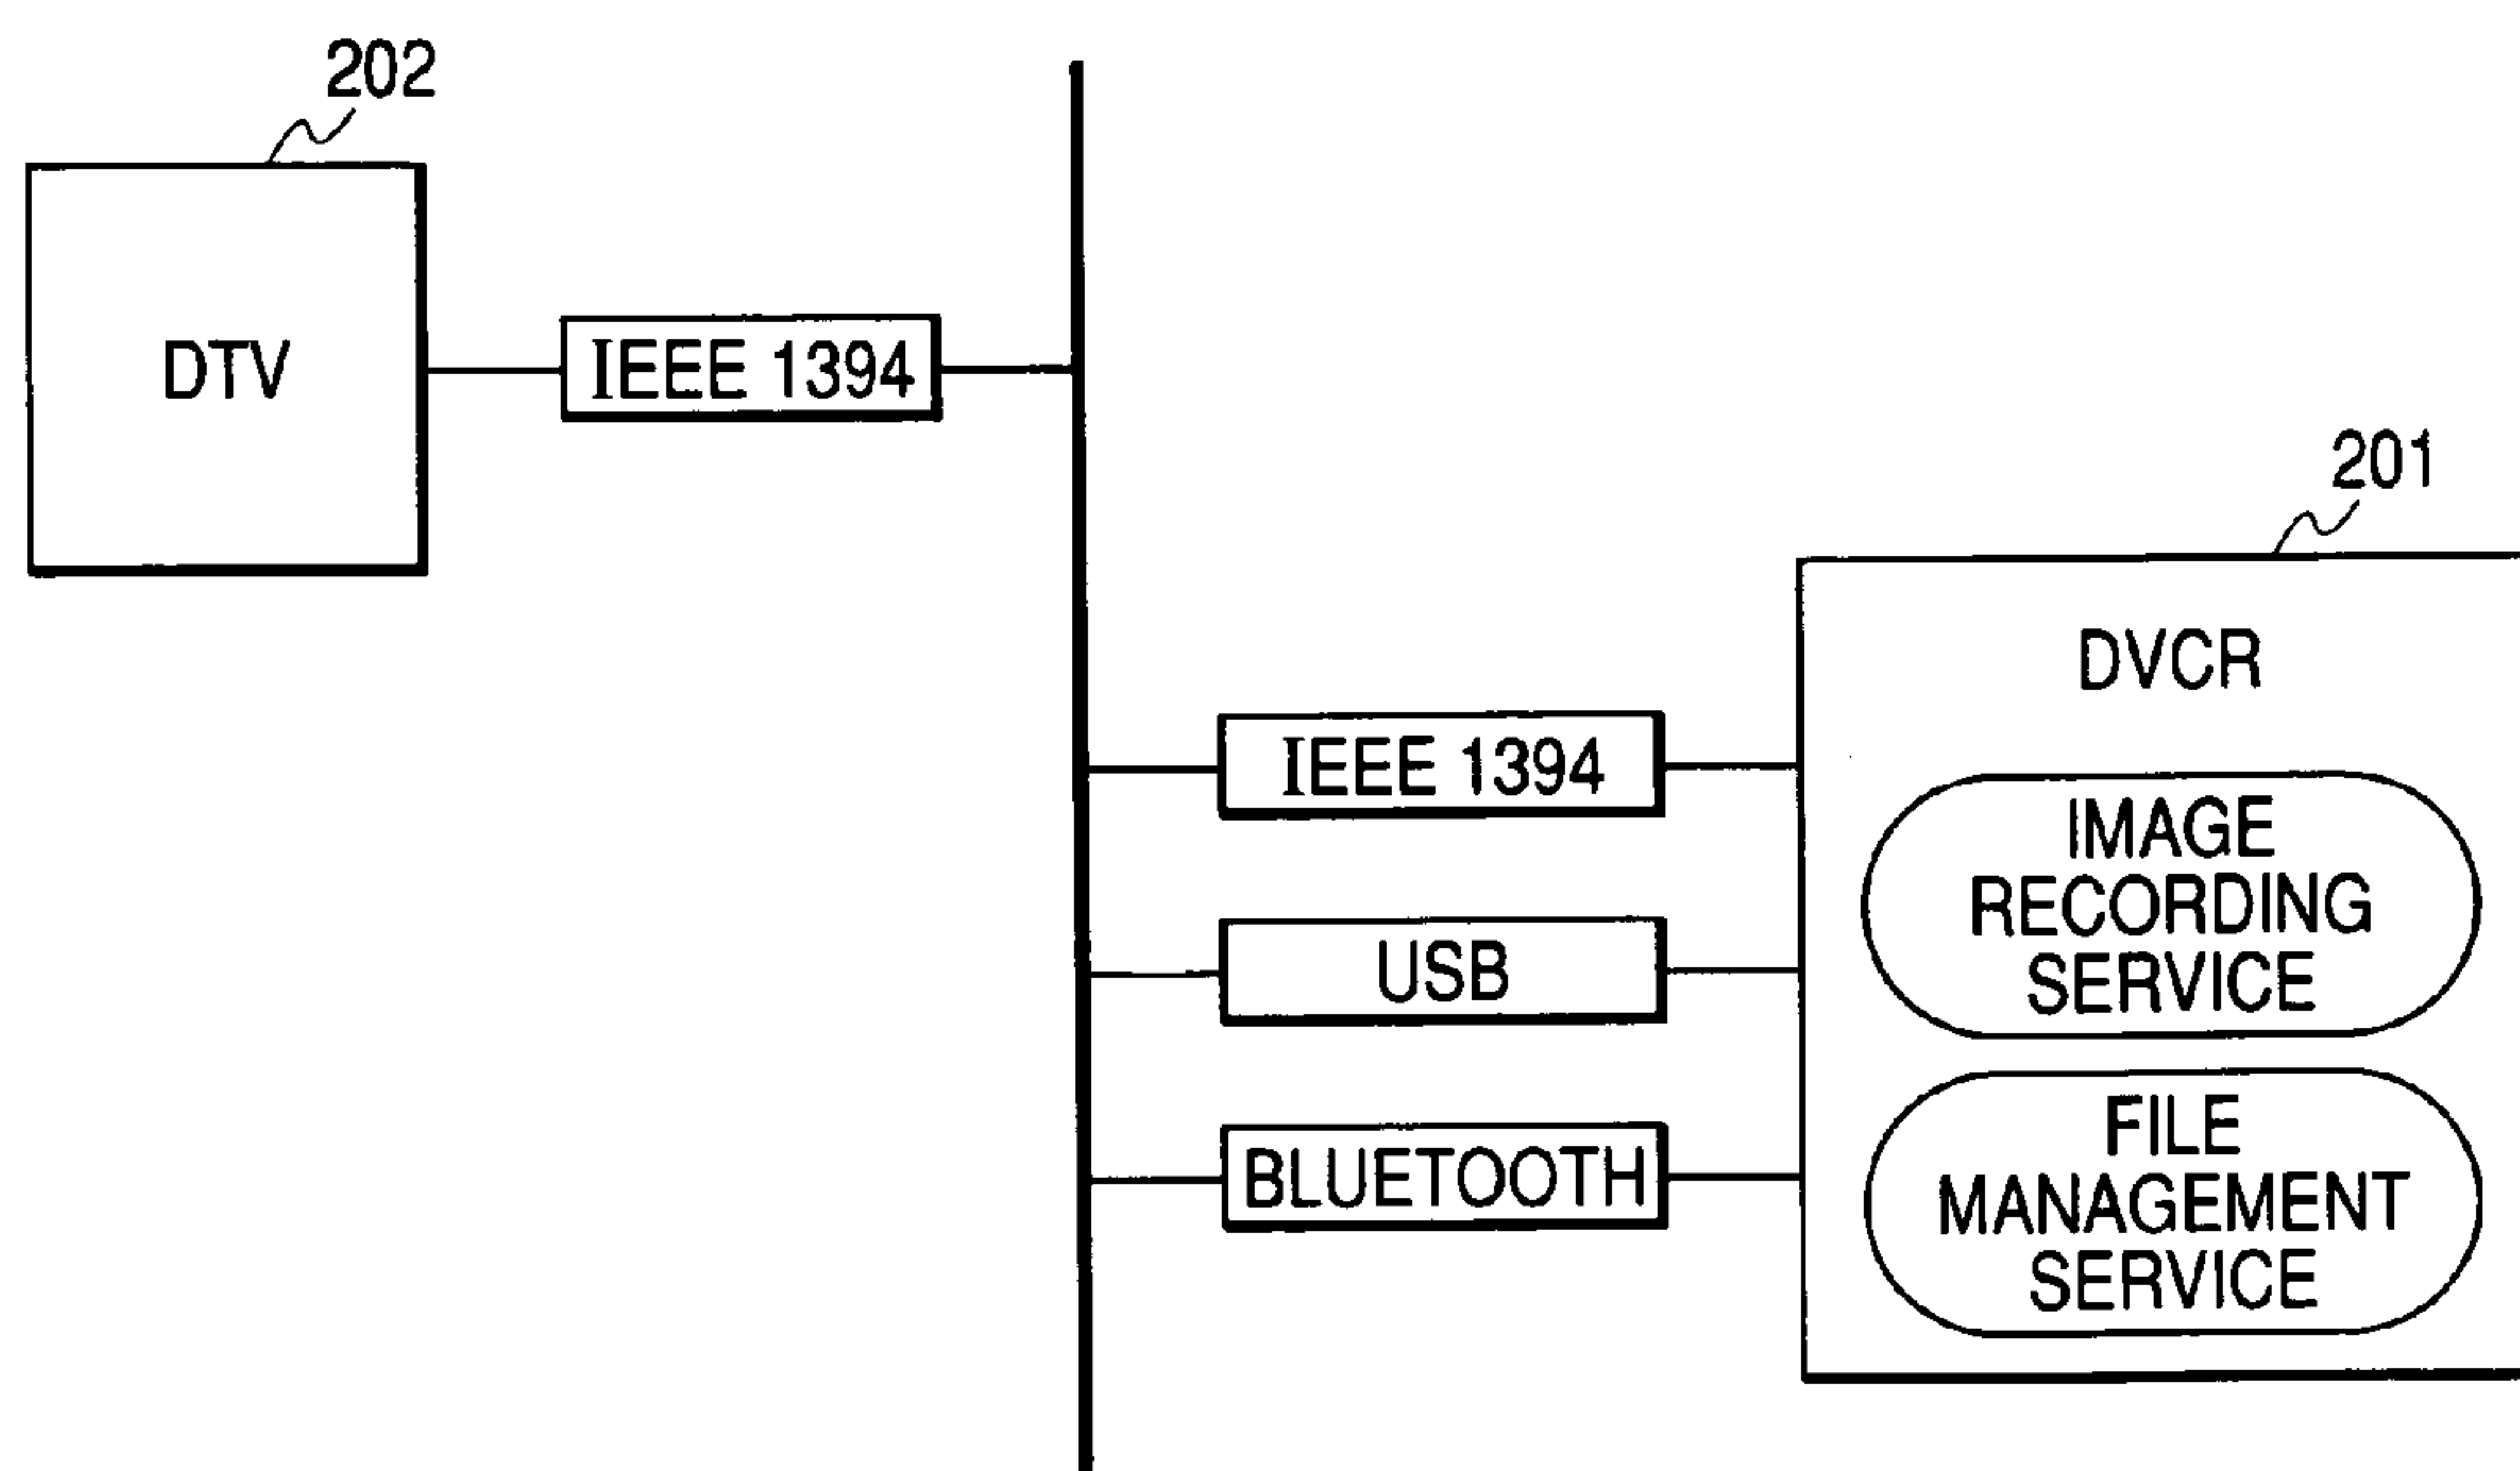 202
DTV
IEEE 1394
201
DVCR
IEEE 1394
IMAGE
RECORDING
SERVICE
USB
FILE
MANAGEMENT
SERVICE
BLUETOOTH